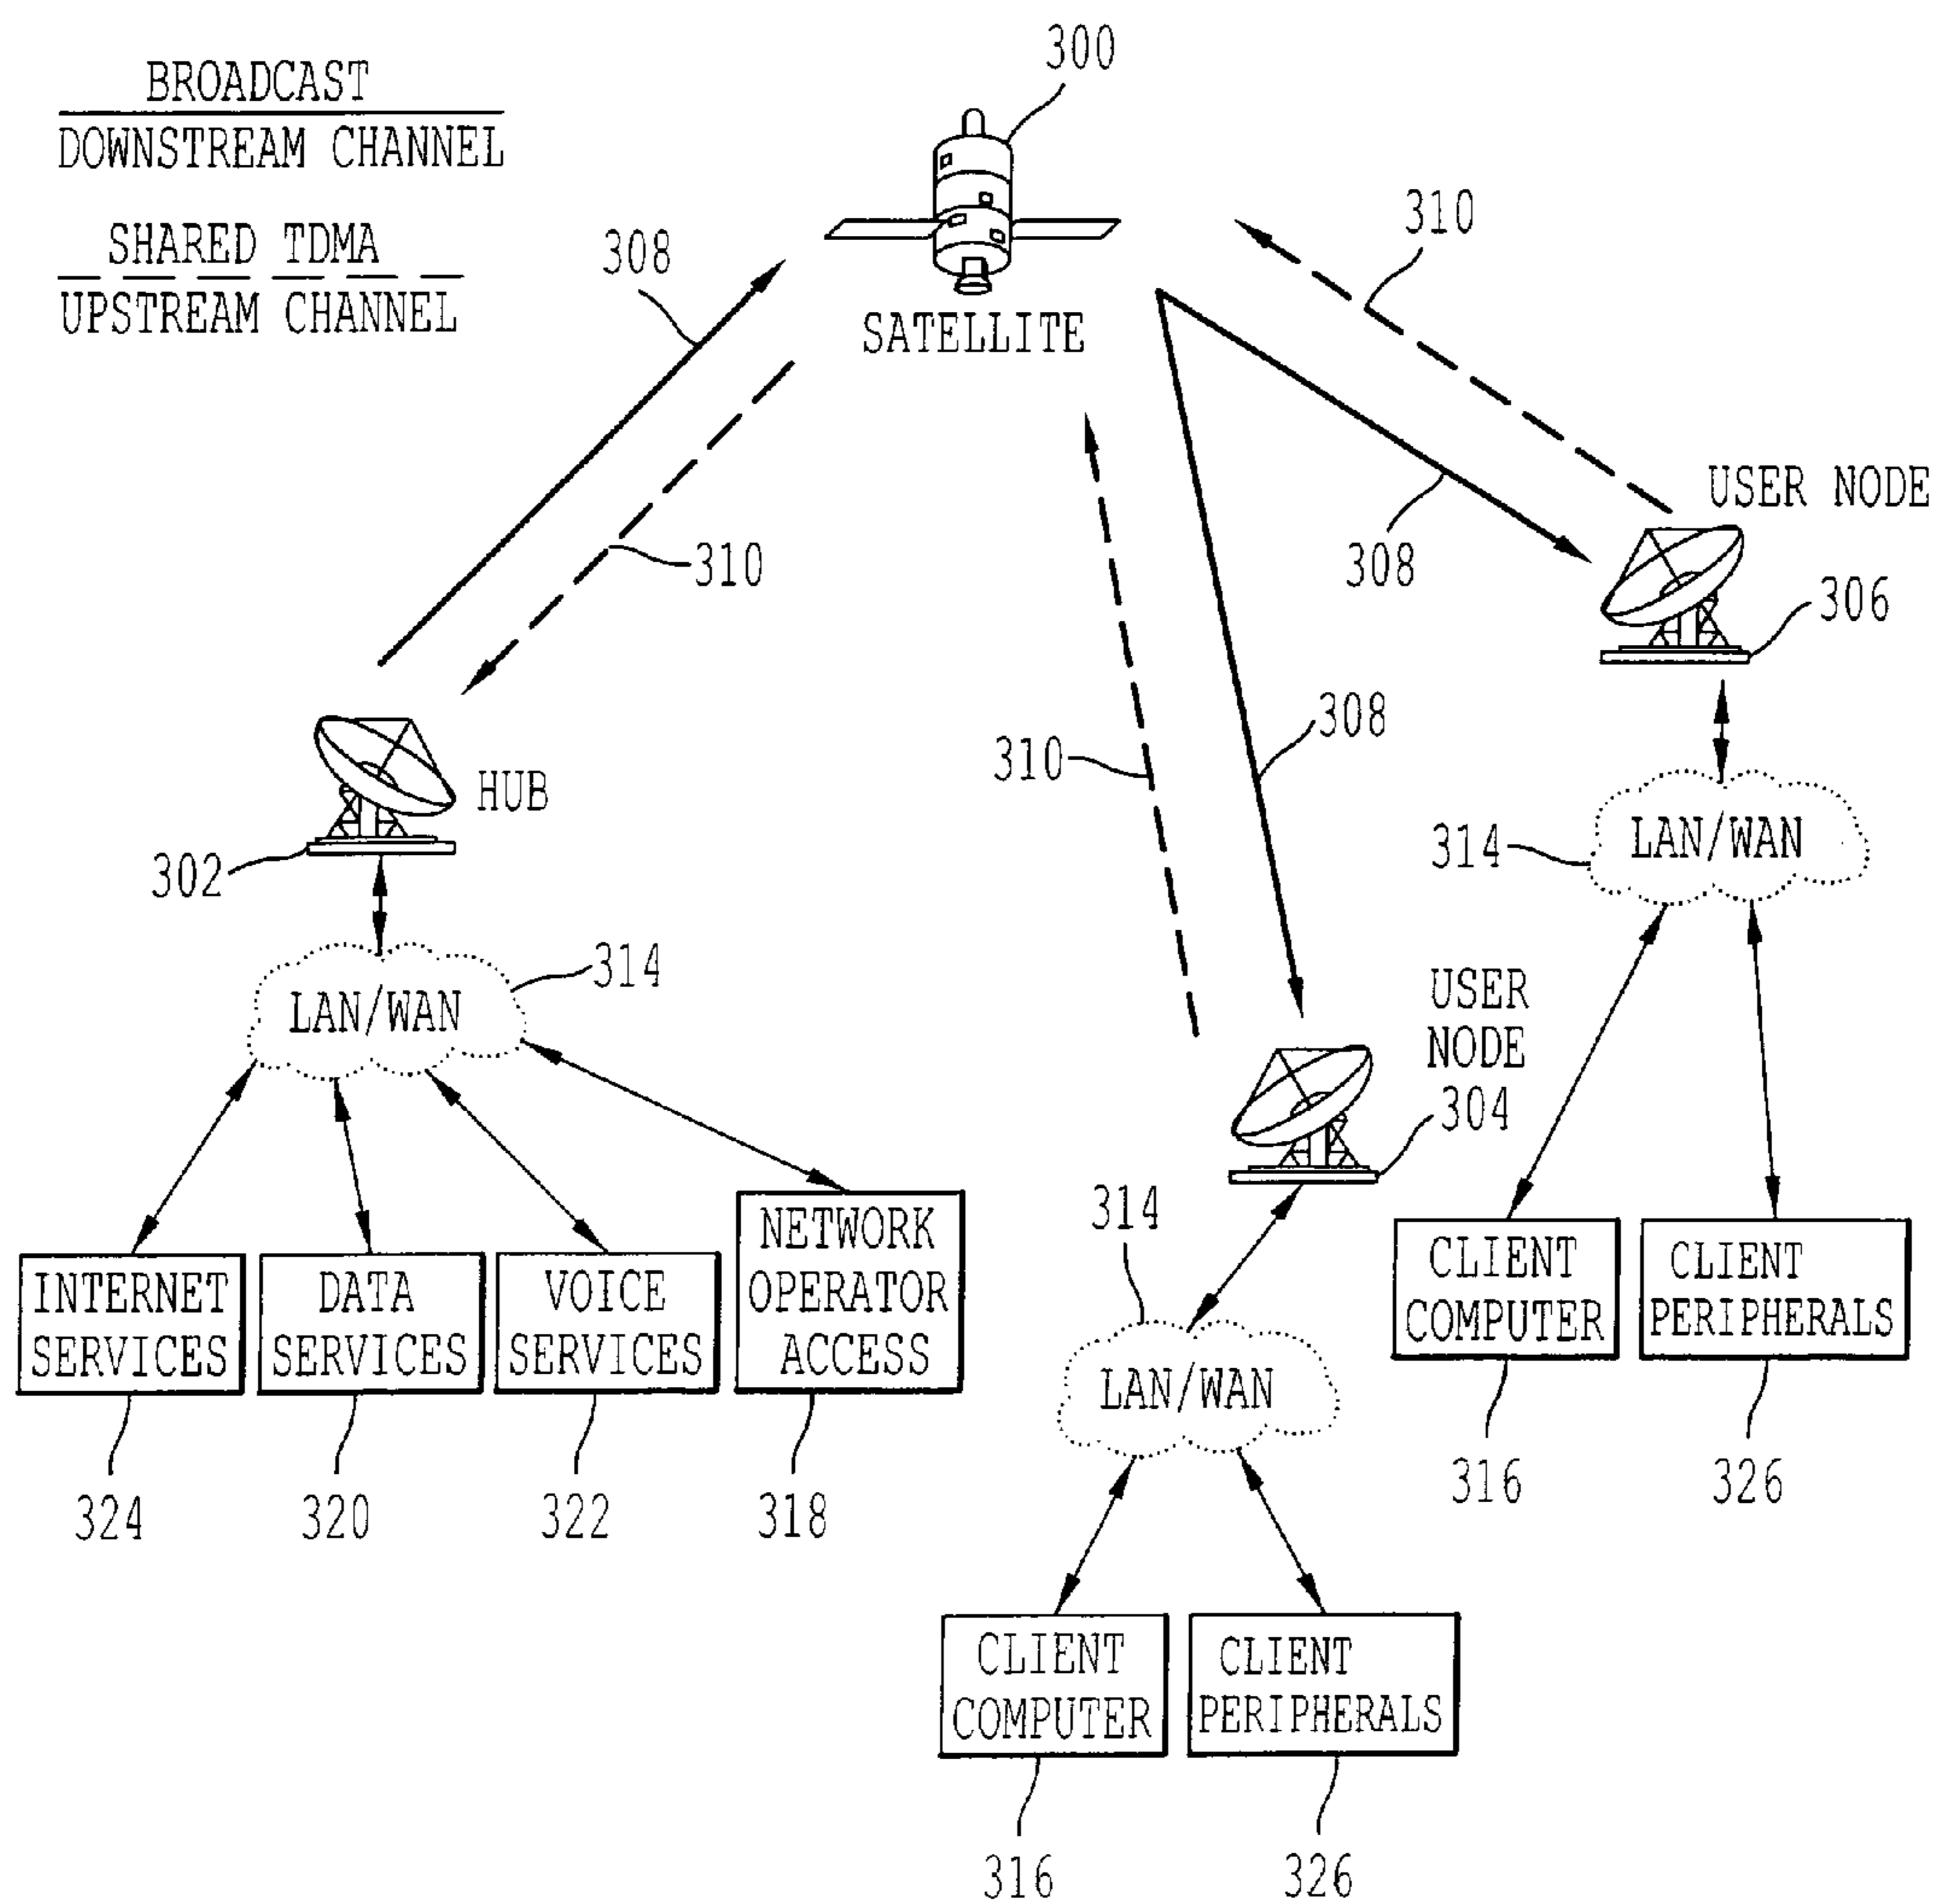 300
BROADCAST
DOWNSTREAM CHANNEL
SHARED TDMA
UPSTREAM CHANNEL
308
310
SATELLITE
310
308
USER NODE
306
310
308
HUB
302
314
LAN/WAN
314
LAN/WAN
USER
NODE
304
314
INTERNET
SERVICES
DATA
SERVICES
VOICE
SERVICES
NETWORK
OPERATOR
ACCESS
CLIENT
COMPUTER
CLIENT
PERIPHERALS
LAN/WAN
324
320
322
318
316
326
CLIENT
COMPUTER
CLIENT
PERIPHERALS
316
326